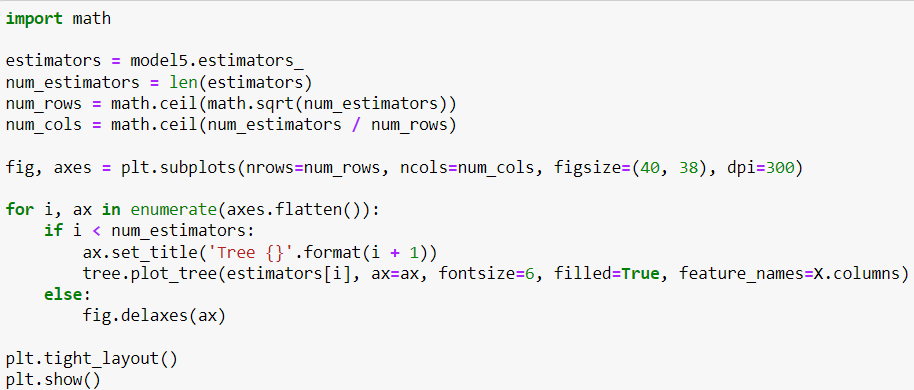 import math

estimators = model5.estimators_
num_estimators = len(estimators)
num_rows = math.ceil(math.sqrt(num_estimators))
num_cols = math.ceil(num_estimators / num_rows)

fig, axes = plt.subplots(nrows=num_rows, ncols=num_cols, figsize=(40, 38), dpi=300)

for i, ax in enumerate(axes.flatten()):
    if i < num_estimators:
        ax.set_title('Tree {}'.format(i + 1))
        tree.plot_tree(estimators[i], ax=ax, fontsize=6, filled=True, feature_names=X.columns)
    else:
        fig.delaxes(ax)

plt.tight_layout()
plt.show()